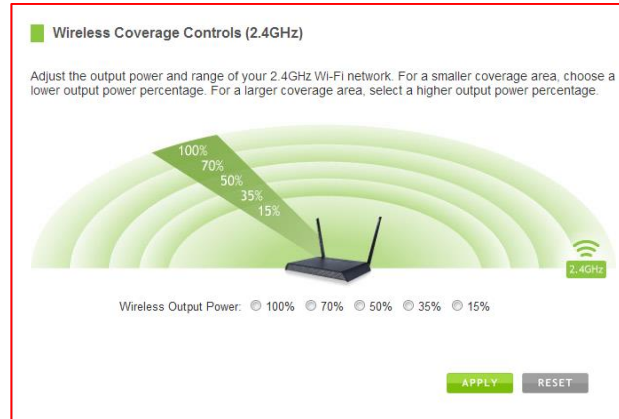 Wireless Coverage Controls (2.4GHz)
Adjust the output power and range of your 2.4GHz Wi-Fi network. For a smaller coverage area, choose a
lower output power percentage. For a larger coverage area, select a higher output power percentage.
100%
70%
50%
35%
15%
2.4GHz
Wireless Output Power: 100% 70% 50% 35% 15%
APPLY RESET